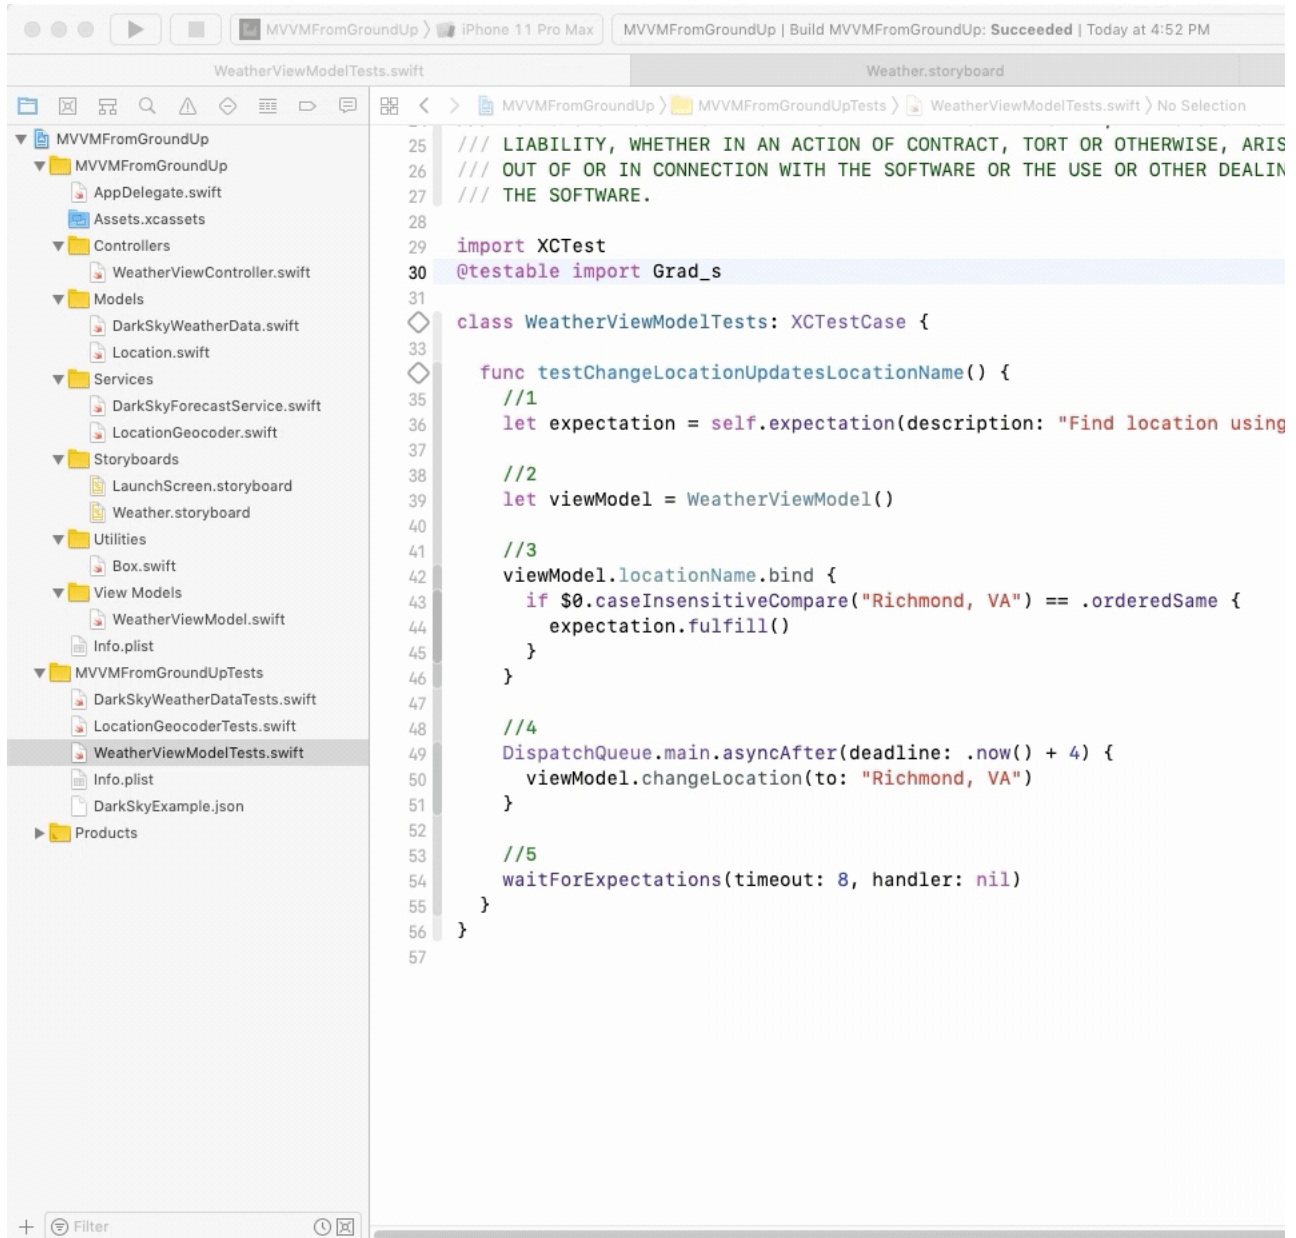 MVVMFromGroundUp 〉 iPhone 11 Pro Max
MVVMFromGroundUp | Build MVVMFromGroundUp: Succeeded | Today at 4:52 PM
WeatherViewModelTests.swift
Weather.storyboard
MVVMFromGroundUp 〉 MVVMFromGroundUpTests 〉 WeatherViewModelTests.swift 〉 No Selection
MVVMFromGroundUp
MVVMFromGroundUp
AppDelegate.swift
Assets.xcassets
Controllers
WeatherViewController.swift
Models
DarkSkyWeatherData.swift
Location.swift
Services
DarkSkyForecastService.swift
LocationGeocoder.swift
Storyboards
LaunchScreen.storyboard
Weather.storyboard
Utilities
Box.swift
View Models
WeatherViewModel.swift
Info.plist
MVVMFromGroundUpTests
DarkSkyWeatherDataTests.swift
LocationGeocoderTests.swift
WeatherViewModelTests.swift
Info.plist
DarkSkyExample.json
Products
Filter
25 /// LIABILITY, WHETHER IN AN ACTION OF CONTRACT, TORT OR OTHERWISE, ARIS
26 /// OUT OF OR IN CONNECTION WITH THE SOFTWARE OR THE USE OR OTHER DEALIN
27 /// THE SOFTWARE.
28
29 import XCTest
30 @testable import Grad_s
31
class WeatherViewModelTests: XCTestCase {
33
func testChangeLocationUpdatesLocationName() {
35 //1
36 let expectation = self.expectation(description: "Find location using
37
38 //2
39 let viewModel = WeatherViewModel()
40
41 //3
42 viewModel.locationName.bind {
43 if $0.caseInsensitiveCompare("Richmond, VA") == .orderedSame {
44 expectation.fulfill()
45 }
46 }
47
48 //4
49 DispatchQueue.main.asyncAfter(deadline: .now() + 4) {
50 viewModel.changeLocation(to: "Richmond, VA")
51 }
52
53 //5
54 waitForExpectations(timeout: 8, handler: nil)
55 }
56 }
57